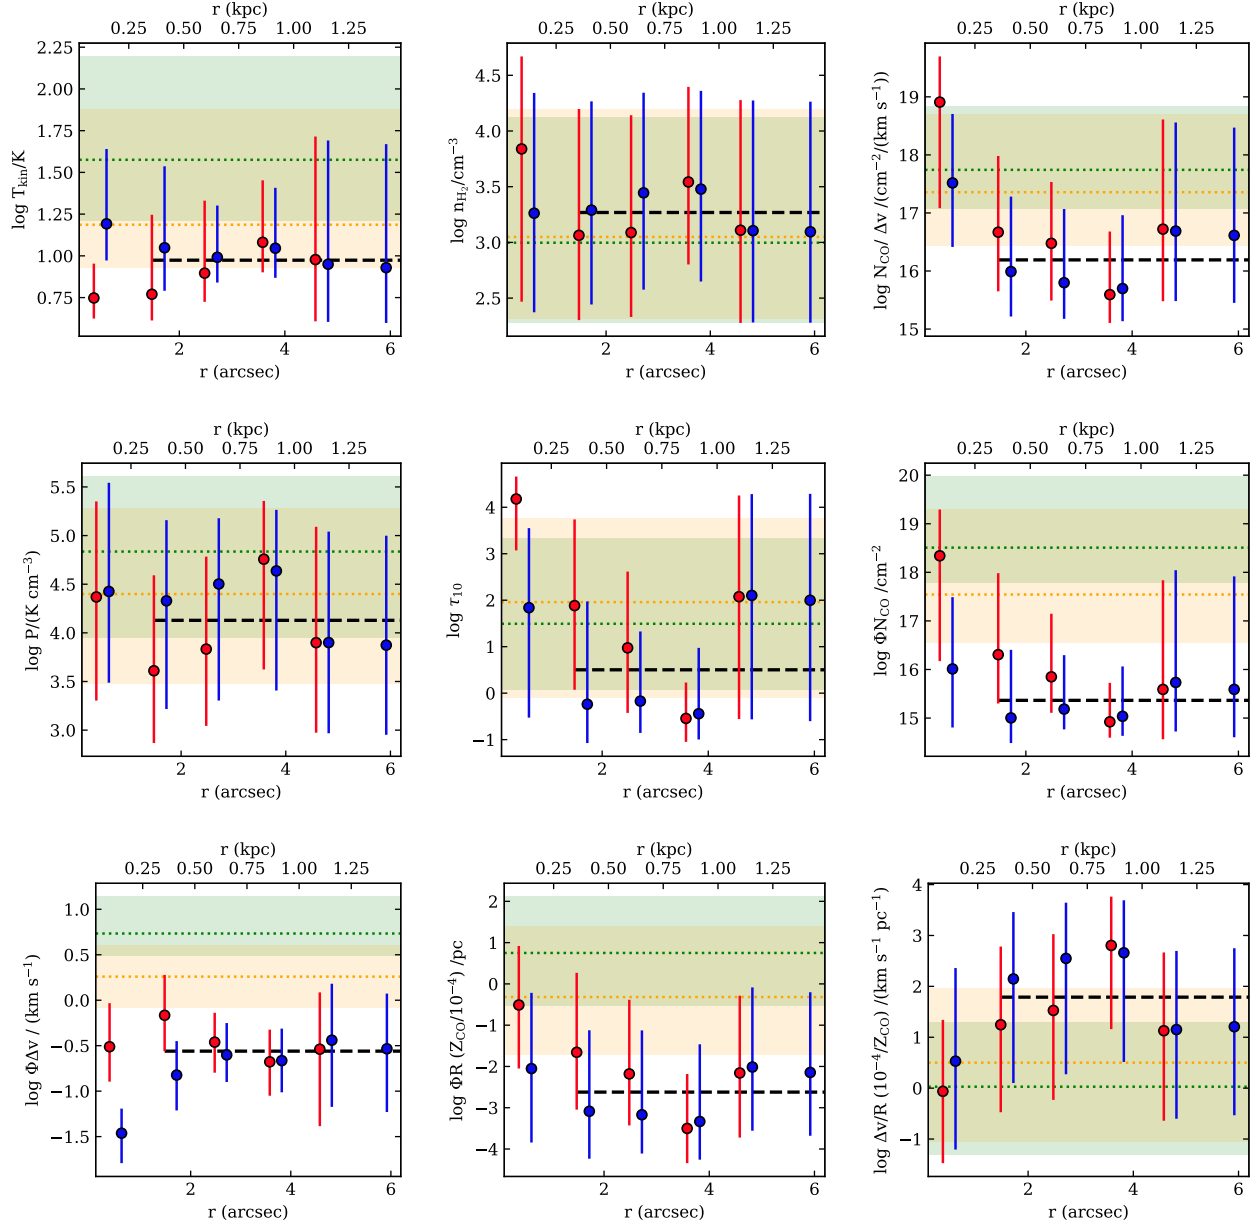 r (kpc) r (kpc) r (kpc)
0.25 0.50 0.75 1.00 1.25 0.25 0.50 0.75 1.00 1.25 0.25 0.50 0.75 1.00 1.25
log T_kin/K
2.25
2.00
1.75
1.50
1.25
1.00
0.75
2 4 6
r (arcsec)
log n_H₂/cm⁻³
4.5
4.0
3.5
3.0
2.5
2 4 6
r (arcsec)
log N_CO/ Δv /(cm⁻²/(km s⁻¹))
19
18
17
16
15
2 4 6
r (arcsec)
r (kpc) r (kpc) r (kpc)
0.25 0.50 0.75 1.00 1.25 0.25 0.50 0.75 1.00 1.25 0.25 0.50 0.75 1.00 1.25
log P/(K cm⁻³)
5.5
5.0
4.5
4.0
3.5
3.0
2 4 6
r (arcsec)
log τ₁₀
4
3
2
1
0
−1
2 4 6
r (arcsec)
log ΦN_CO /cm⁻²
20
19
18
17
16
15
2 4 6
r (arcsec)
r (kpc) r (kpc) r (kpc)
0.25 0.50 0.75 1.00 1.25 0.25 0.50 0.75 1.00 1.25 0.25 0.50 0.75 1.00 1.25
log ΦΔv / (km s⁻¹)
1.0
0.5
0.0
−0.5
−1.0
−1.5
2 4 6
r (arcsec)
log ΦR (Z_CO/10⁻⁴) /pc
2
1
0
−1
−2
−3
−4
2 4 6
r (arcsec)
log Δv/R (10⁻⁴/Z_CO) /(km s⁻¹ pc⁻¹)
4
3
2
1
0
−1
2 4 6
r (arcsec)